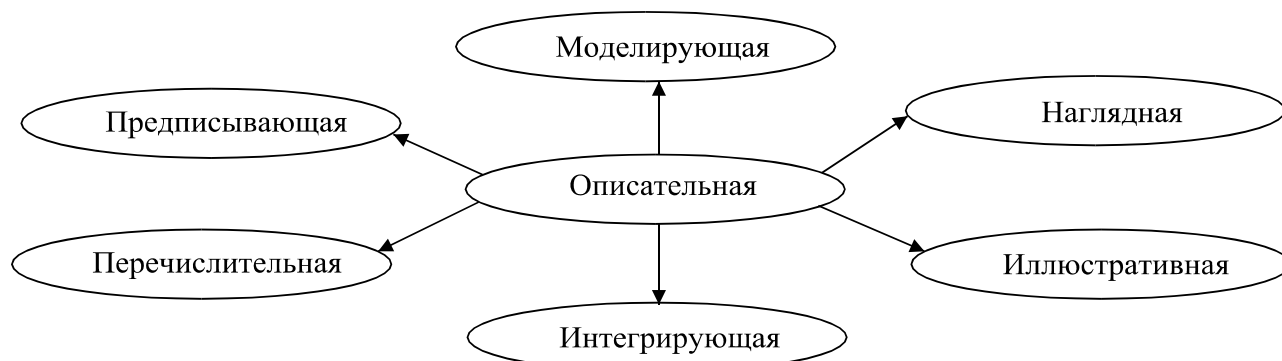 Моделирующая
Наглядная
Предписывающая
Описательная
Перечислительная
Иллюстративная
Интегрирующая